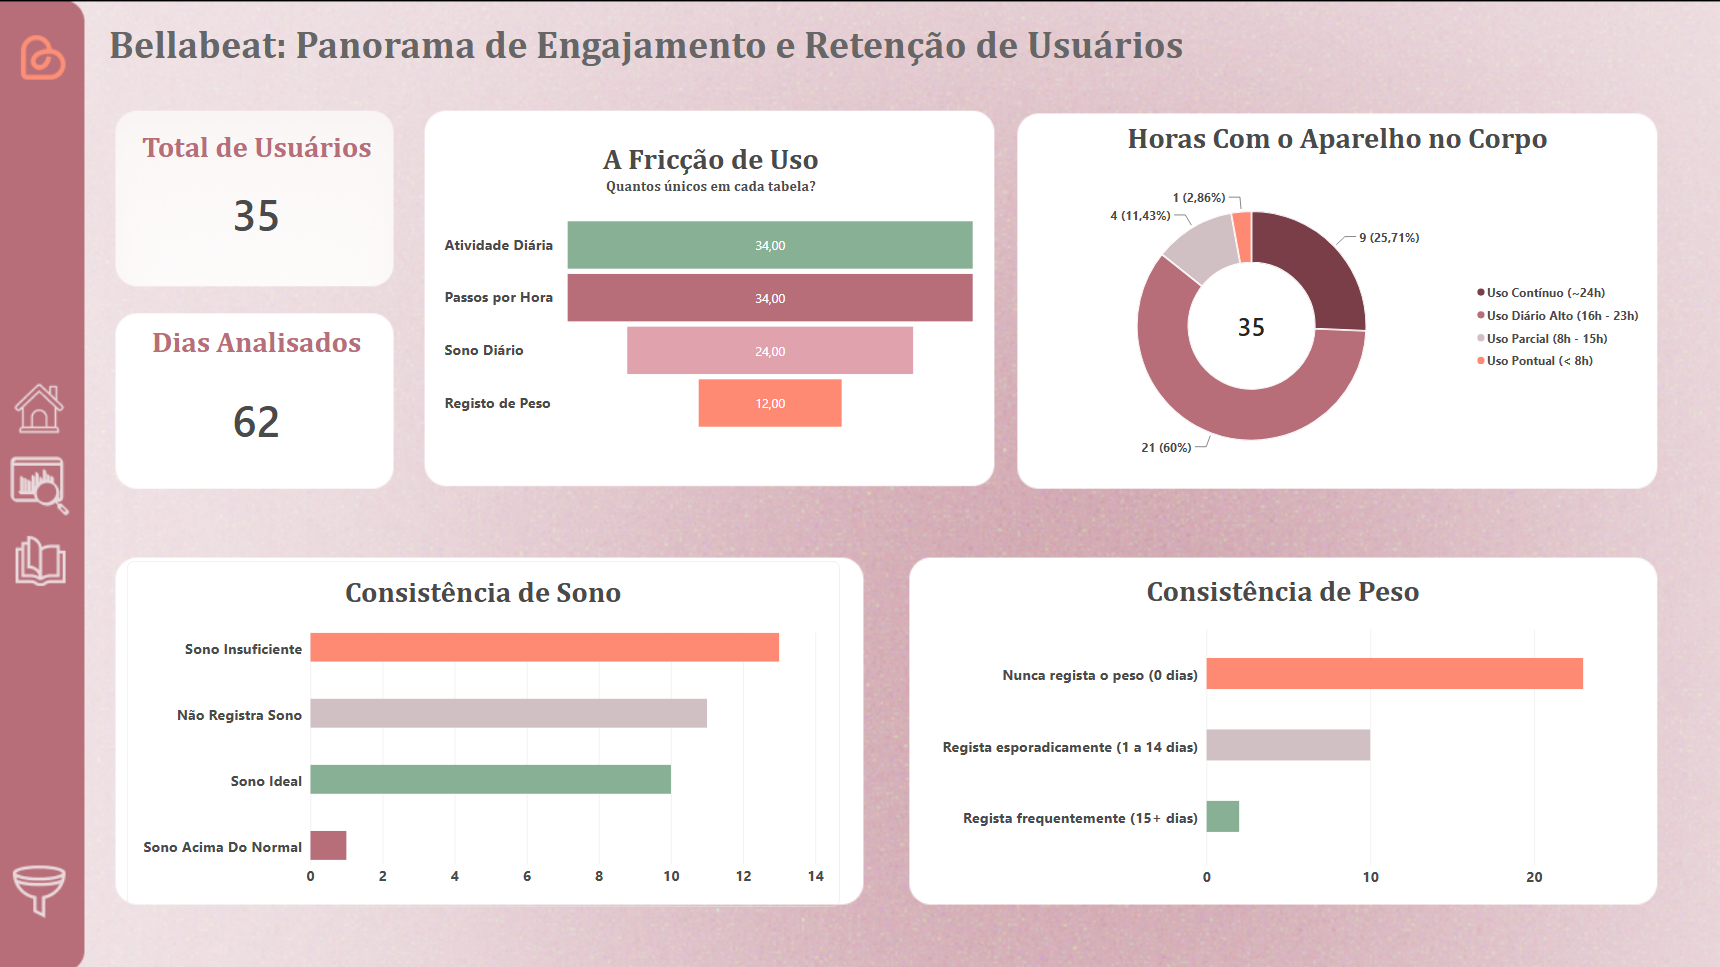 Bellabeat: Panorama de Engajamento e Retenção de Usuários
Total de Usuários
35
Dias Analisados
62
A Fricção de Uso
Quantos únicos em cada tabela?
Atividade Diária
34,00
Passos por Hora
34,00
Sono Diário
24,00
Registo de Peso
12,00
Horas Com o Aparelho no Corpo
1 (2,86%)
4 (11,43%)
9 (25,71%)
35
21 (60%)
Uso Contínuo (~24h)
Uso Diário Alto (16h - 23h)
Uso Parcial (8h - 15h)
Uso Pontual (< 8h)
Consistência de Sono
Sono Insuficiente
Não Registra Sono
Sono Ideal
Sono Acima Do Normal
0 2 4 6 8 10 12 14
Consistência de Peso
Nunca regista o peso (0 dias)
Regista esporadicamente (1 a 14 dias)
Regista frequentemente (15+ dias)
0 10 20